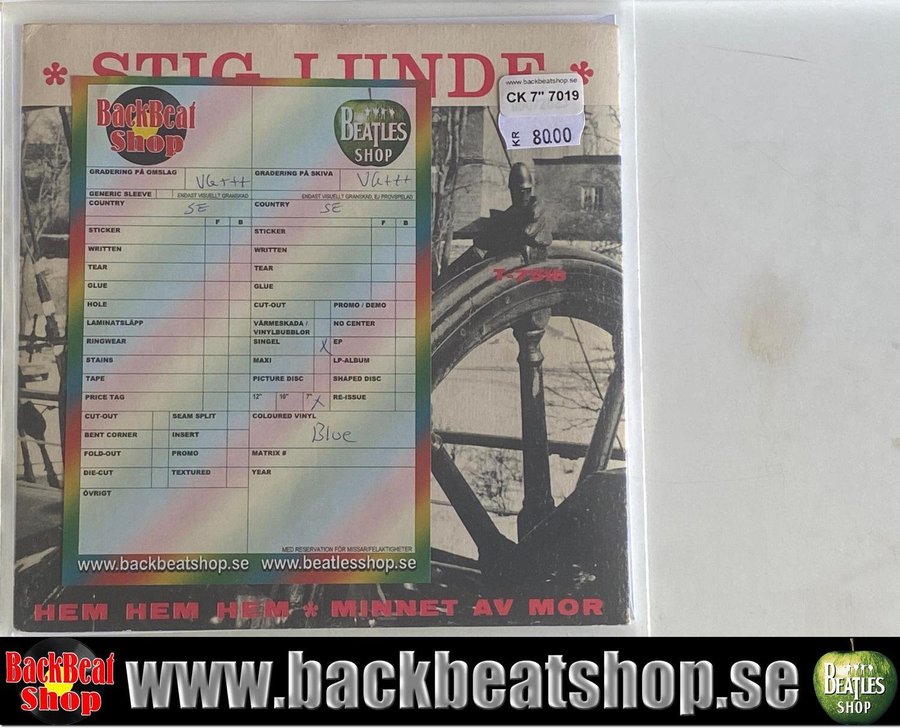 * STIG LUNDE *
www.backbeatshop.se
CK 7" 7019
KR 80.00
BackBeat Shop
BEATLES SHOP
GRADERING PÅ OMSLAG VG+++
GRADERING PÅ SKIVA VG+++
GENERIC SLEEVE
ENDAST VISUELLT GRANSKAD
ENDAST VISUELLT GRANSKAD, EJ PROVSPELAD
COUNTRY SE
COUNTRY SE
F B
F B
STICKER
STICKER
WRITTEN
WRITTEN
TEAR
TEAR
GLUE
GLUE
HOLE
CUT-OUT
PROMO / DEMO
LAMINATSLÄPP
VÄRMESKADA / VINYLBUBBLOR
NO CENTER
RINGWEAR
SINGEL X
EP
STAINS
MAXI
LP-ALBUM
TAPE
PICTURE DISC
SHAPED DISC
PRICE TAG
12" 10" 7" X
RE-ISSUE
CUT-OUT
SEAM SPLIT
COLOURED VINYL
Blue
BENT CORNER
INSERT
FOLD-OUT
PROMO
MATRIX #
DIE-CUT
TEXTURED
YEAR
ÖVRIGT
MED RESERVATION FÖR MISSAR/FELAKTIGHETER
www.backbeatshop.se www.beatlesshop.se
T-7516
HEM HEM HEM * MINNET AV MOR
BackBeat Shop
www.backbeatshop.se
BEATLES SHOP